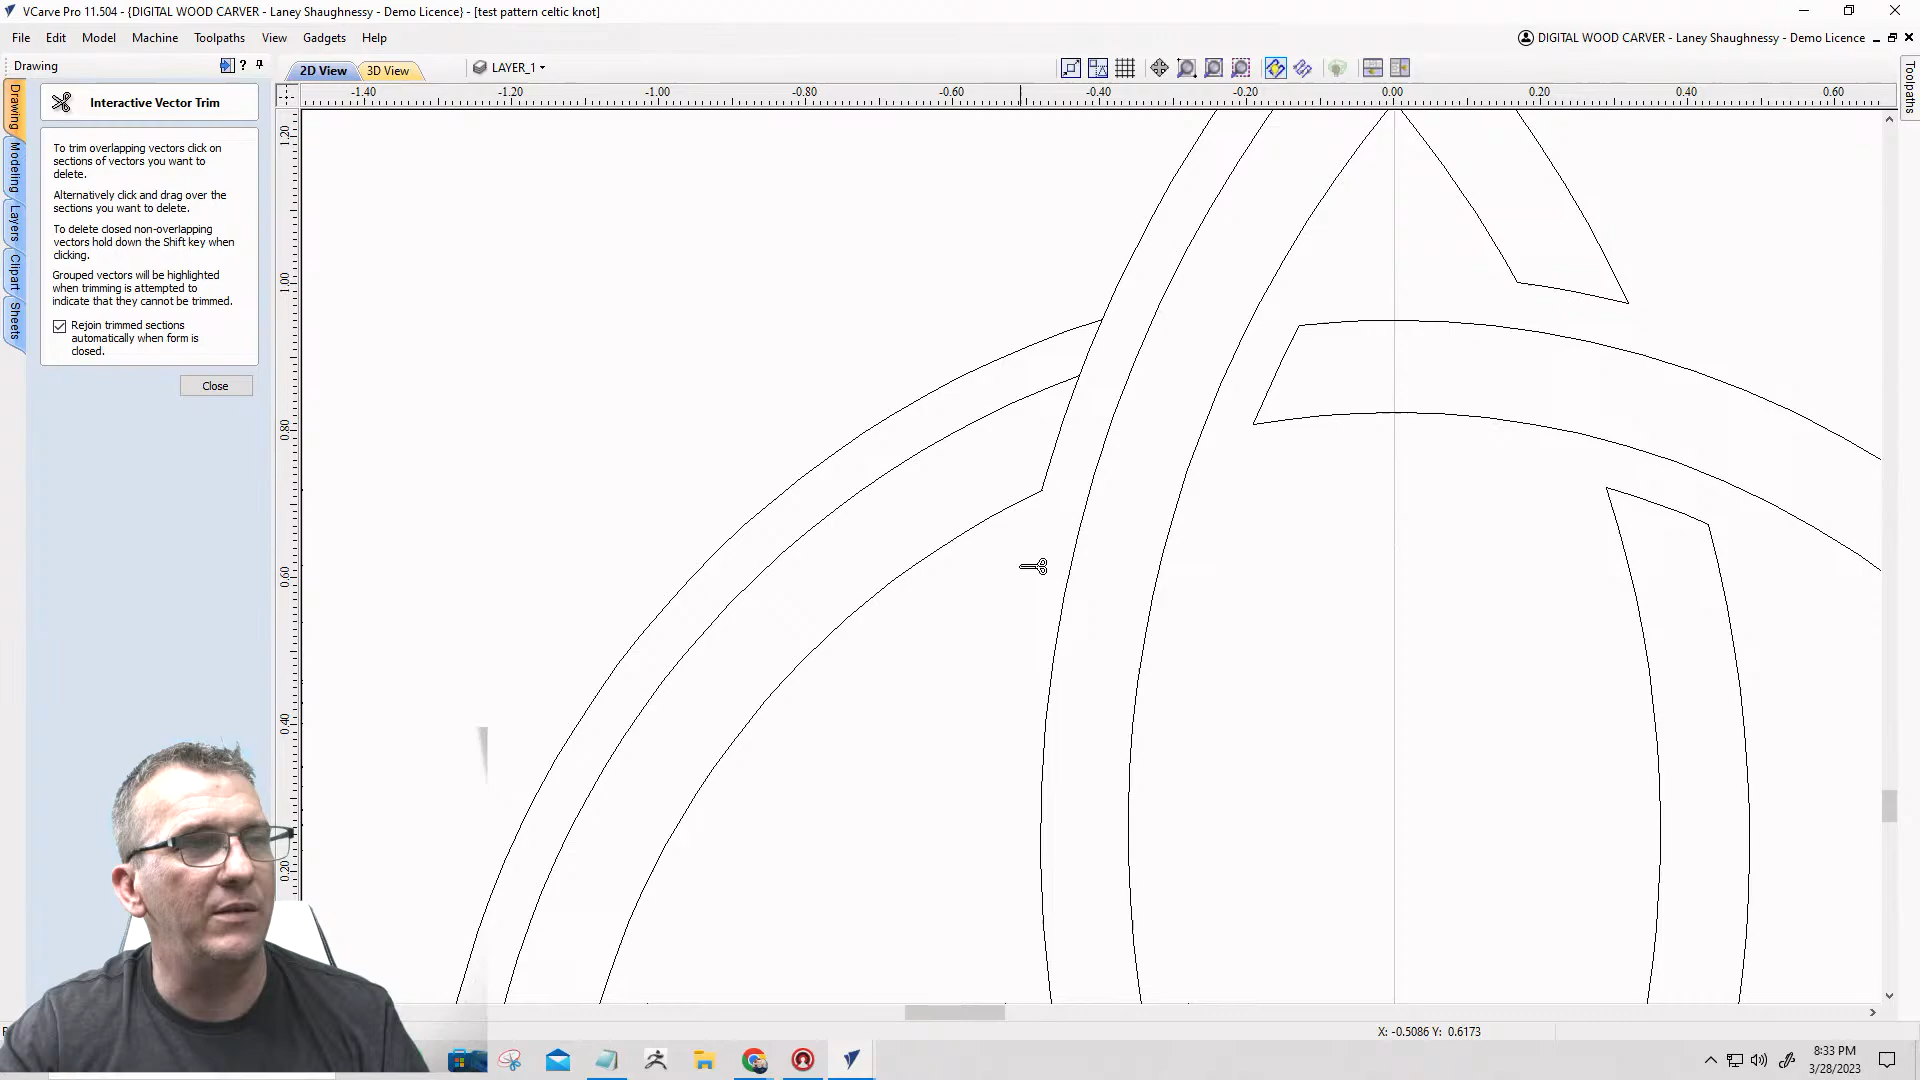 VCarve Pro 11.504 - {DIGITAL WOOD CARVER - Laney Shaughnessy - Demo Licence} - [test pattern celtic knot]
File Edit Model Machine Toolpaths View Gadgets Help
DIGITAL WOOD CARVER - Laney Shaughnessy - Demo Licence
Drawing
2D View
3D View
LAYER_1
Toolpaths
Drawing
Modeling
Layers
Clipart
Sheets
Interactive Vector Trim
To trim overlapping vectors click on
sections of vectors you want to
delete.
Alternatively click and drag over the
sections you want to delete.
To delete closed non-overlapping
vectors hold down the Shift key when
clicking.
Grouped vectors will be highlighted
when trimming is attempted to
indicate that they cannot be trimmed.
Rejoin trimmed sections
automatically when form is
closed.
Close
-1.40 -1.20 -1.00 -0.80 -0.60 -0.40 -0.20 0.00 0.20 0.40 0.60
1.20
1.00
0.80
0.60
0.40
0.20
X: -0.5086 Y: 0.6173
8:33 PM
3/28/2023